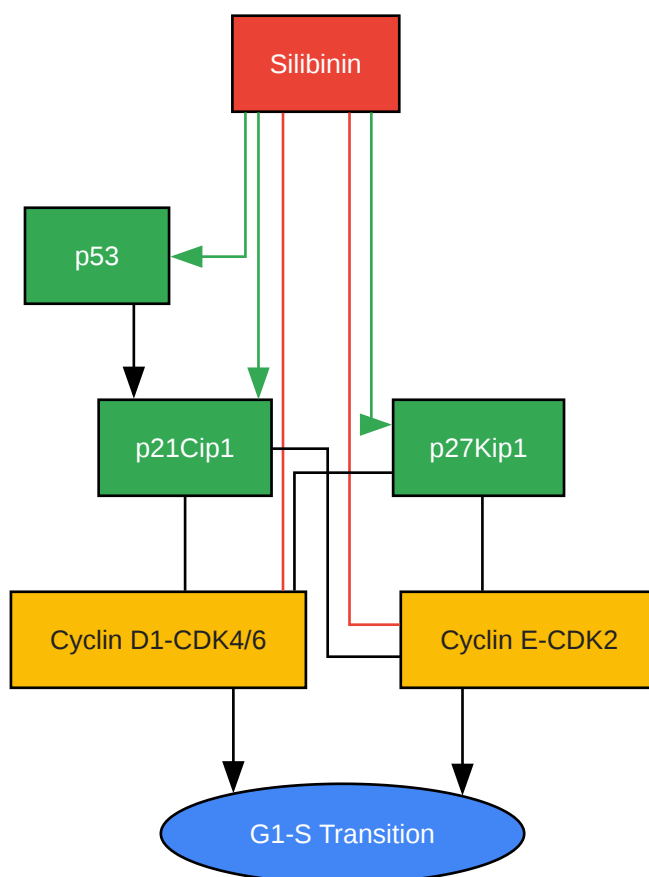 Silibinin
p53
p21Cip1
p27Kip1
Cyclin D1-CDK4/6
Cyclin E-CDK2
G1-S Transition